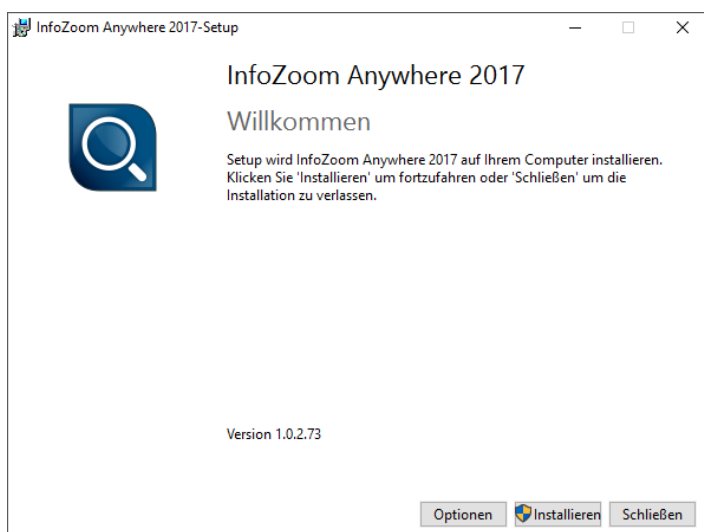 InfoZoom Anywhere 2017-Setup
InfoZoom Anywhere 2017
Willkommen
Setup wird InfoZoom Anywhere 2017 auf Ihrem Computer installieren.
Klicken Sie 'Installieren' um fortzufahren oder 'Schließen' um die
Installation zu verlassen.
Version 1.0.2.73
Optionen Installieren Schließen